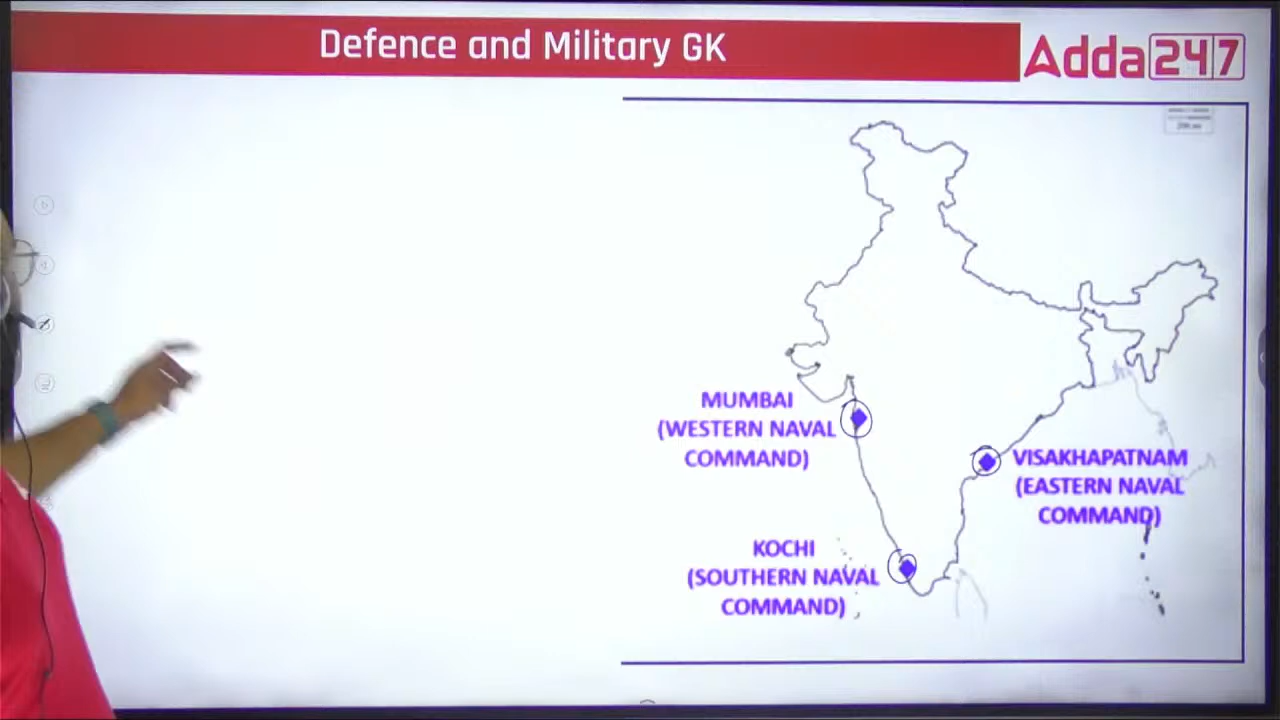 Defence and Military GK
Adda247
MUMBAI
(WESTERN NAVAL
COMMAND)
VISAKHAPATNAM
(EASTERN NAVAL
COMMAND)
KOCHI
(SOUTHERN NAVAL
COMMAND)